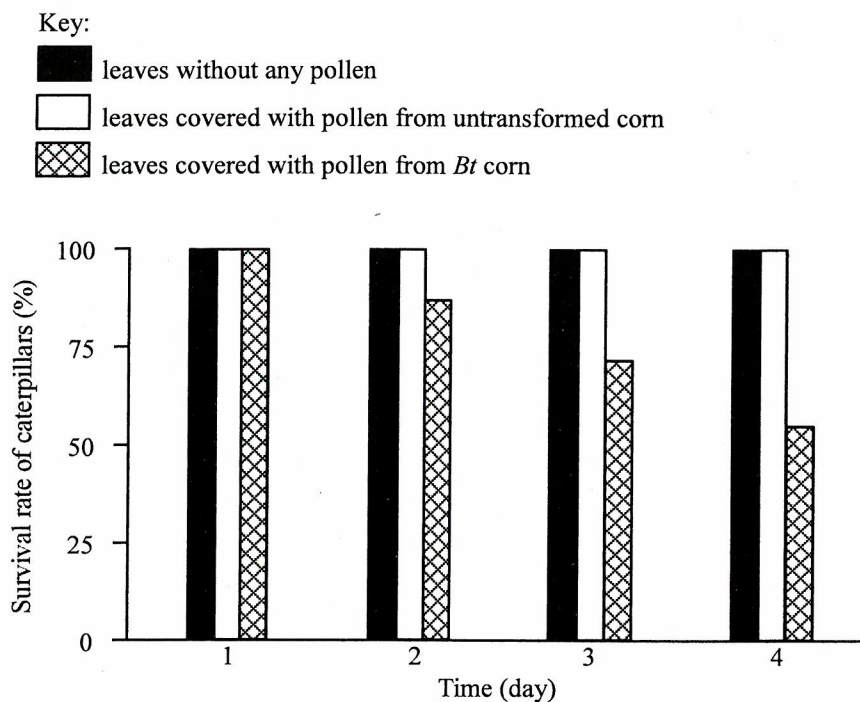 Key:
leaves without any pollen
leaves covered with pollen from untransformed corn
leaves covered with pollen from Bt corn
Survival rate of caterpillars (%)
100
75
50
25
0
1 2 3 4
Time (day)